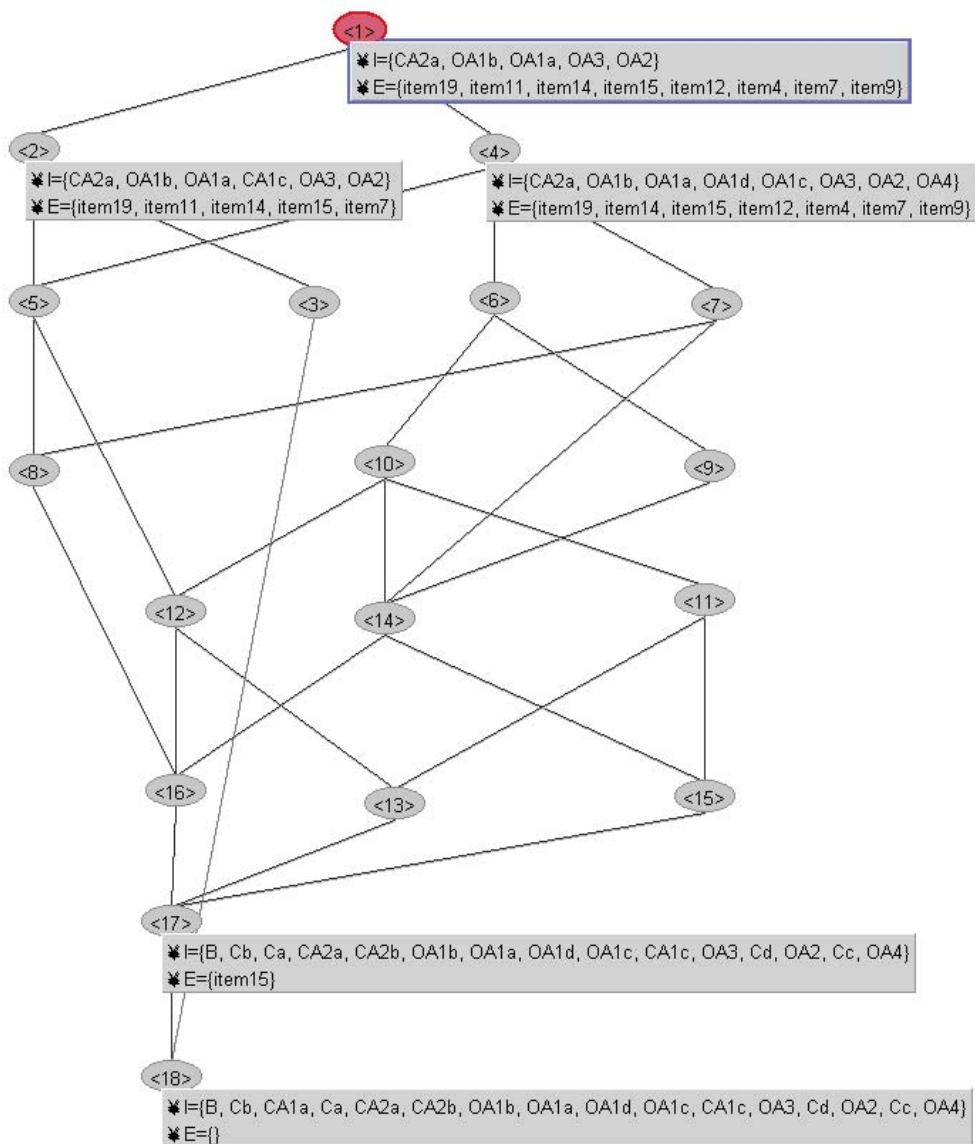 <1>
¥ I={CA2a, OA1b, OA1a, OA3, OA2}
¥ E={item19, item11, item14, item15, item12, item4, item7, item9}
<2>
<4>
¥ I={CA2a, OA1b, OA1a, CA1c, OA3, OA2}
¥ E={item19, item11, item14, item15, item7}
¥ I={CA2a, OA1b, OA1a, OA1d, OA1c, OA3, OA2, OA4}
¥ E={item19, item14, item15, item12, item4, item7, item9}
<5>
<3>
<6>
<7>
<8>
<10>
<9>
<12>
<14>
<11>
<16>
<13>
<15>
<17>
¥ I={B, Cb, Ca, CA2a, CA2b, OA1b, OA1a, OA1d, OA1c, CA1c, OA3, Cd, OA2, Cc, OA4}
¥ E={item15}
<18>
¥ I={B, Cb, CA1a, Ca, CA2a, CA2b, OA1b, OA1a, OA1d, OA1c, CA1c, OA3, Cd, OA2, Cc, OA4}
¥ E={}